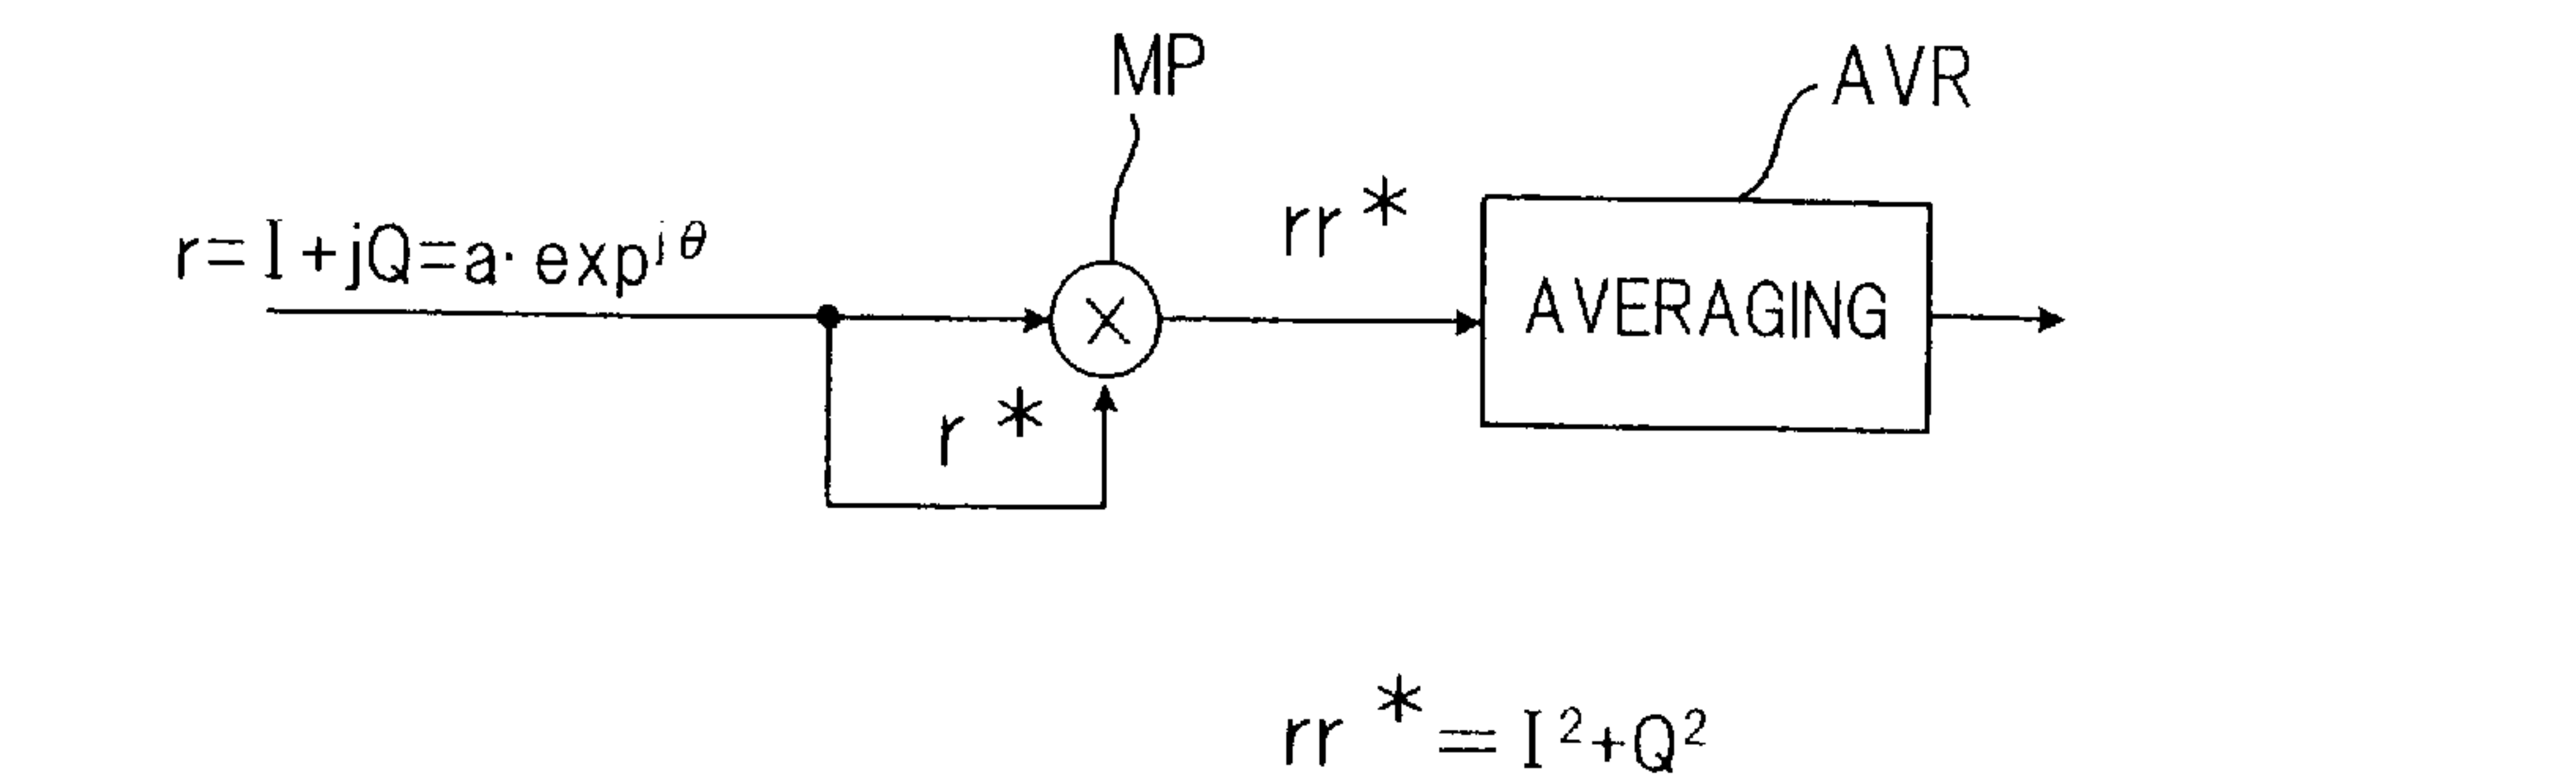 MP
AVR
r=I+jQ=a·exp^jθ
rr*
AVERAGING
r*
rr*=I²+Q²